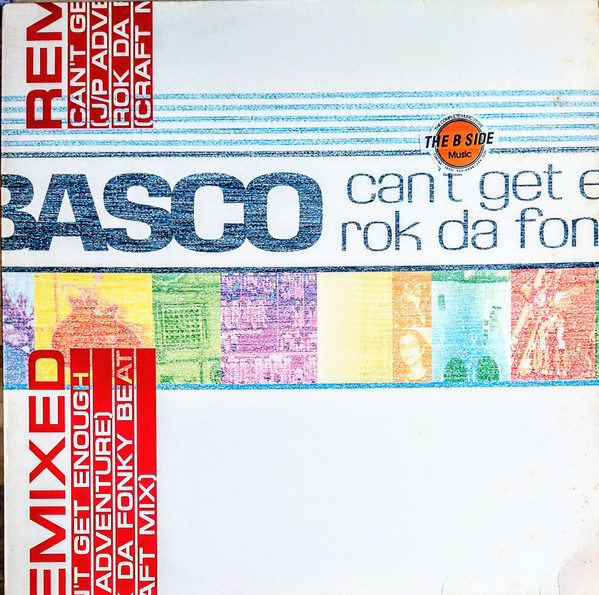 REM
CAN'T GE
(J/P ADVE
ROK DA
(CRAFT M
THE B SIDE
Music
BASCO
can't get e
rok da fon
EMIXED
N'T GET ENOUGH
ADVENTURE)
DA FONKY BEAT
AFT MIX)